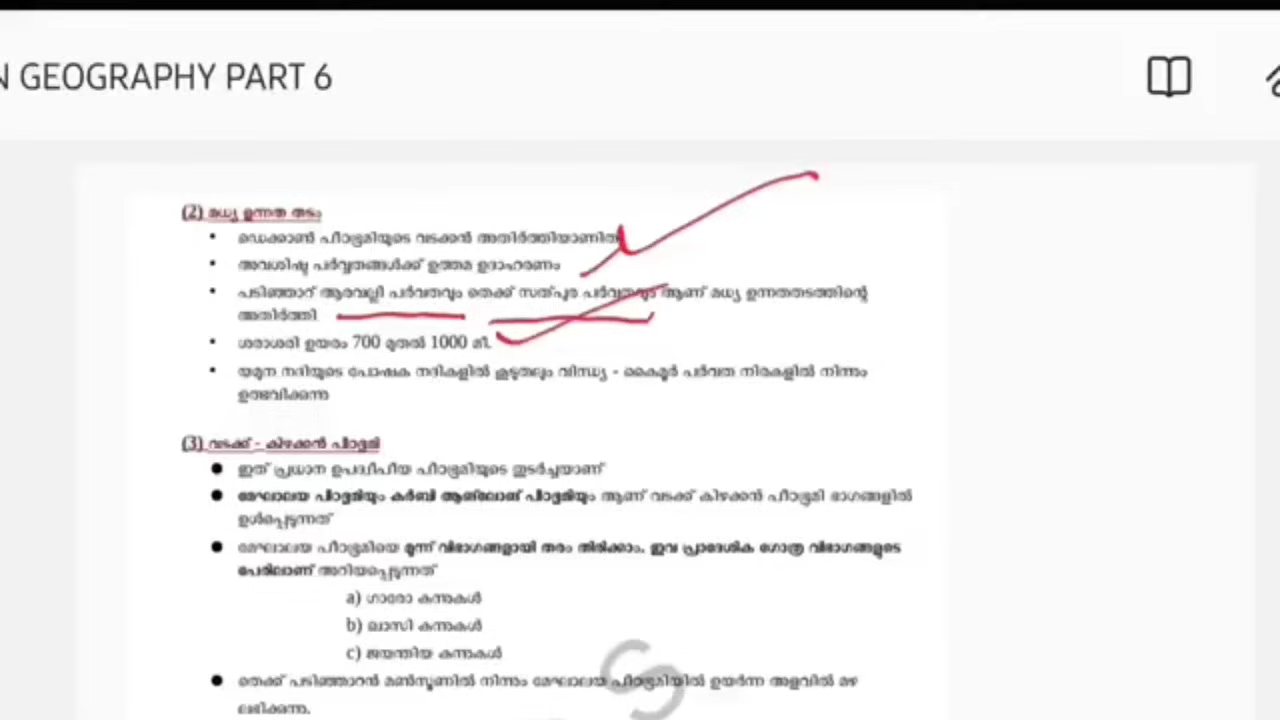 N GEOGRAPHY PART 6
(2) മധ്യ ഉന്നത തടം
• ഡെക്കാൺ പീഠഭൂമിയുടെ വടക്കൻ അതിർത്തിയാണിത്
• അവശിഷ്ട പർവ്വതങ്ങൾക്ക് ഉത്തമ ഉദാഹരണം
• പടിഞ്ഞാറ് ആരവല്ലി പർവതവും തെക്ക് സത്പുര പർവതവും ആണ് മധ്യ ഉന്നതതടത്തിന്റെ
അതിർത്തി
• ശരാശരി ഉയരം 700 മുതൽ 1000 മീ.
• യമുന നദിയുടെ പോഷക നദികളിൽ കൂടുതലും വിന്ധ്യ - കൈമൂർ പർവത നിരകളിൽ നിന്നും
ഉത്ഭവിക്കുന്നു
(3) വടക്ക് - കിഴക്കൻ പീഠഭൂമി
● ഇത് പ്രധാന ഉപദ്വീപീയ പീഠഭൂമിയുടെ തുടർച്ചയാണ്
● മേഘാലയ പീഠഭൂമിയും കർബി ആങ്ലോങ് പീഠഭൂമിയും ആണ് വടക്ക് കിഴക്കൻ പീഠഭൂമി ഭാഗങ്ങളിൽ
ഉൾപ്പെടുന്നത്
● മേഘാലയ പീഠഭൂമിയെ മൂന്ന് വിഭാഗങ്ങളായി തരം തിരിക്കാം. ഇവ പ്രാദേശിക ഗോത്ര വിഭാഗങ്ങളുടെ
പേരിലാണ് അറിയപ്പെടുന്നത്
a) ഗാരോ കുന്നുകൾ
b) ഖാസി കുന്നുകൾ
c) ജയന്തിയ കുന്നുകൾ
● തെക്ക് പടിഞ്ഞാറൻ മൺസൂണിൽ നിന്നും മേഘാലയ പീഠഭൂമിയിൽ ഉയർന്ന അളവിൽ മഴ
ലഭിക്കുന്നു.